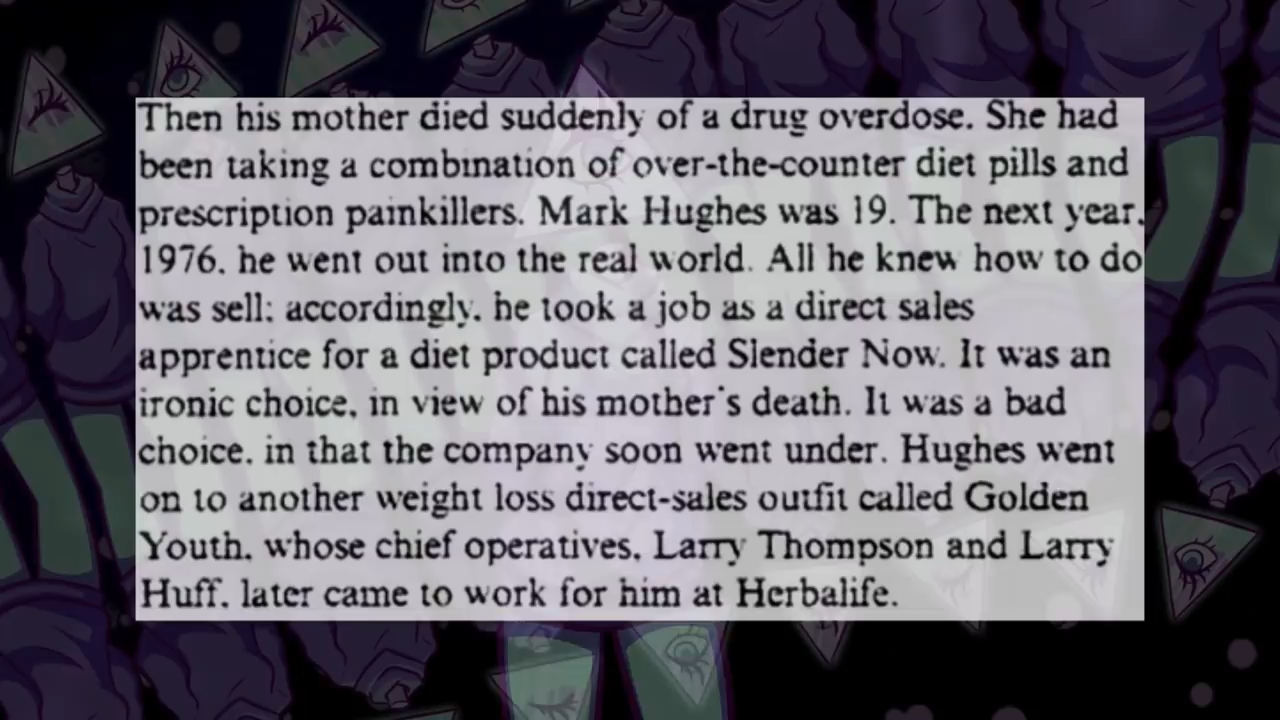 Then his mother died suddenly of a drug overdose. She had
been taking a combination of over-the-counter diet pills and
prescription painkillers. Mark Hughes was 19. The next year,
1976, he went out into the real world. All he knew how to do
was sell; accordingly, he took a job as a direct sales
apprentice for a diet product called Slender Now. It was an
ironic choice, in view of his mother's death. It was a bad
choice, in that the company soon went under. Hughes went
on to another weight loss direct-sales outfit called Golden
Youth, whose chief operatives, Larry Thompson and Larry
Huff, later came to work for him at Herbalife.